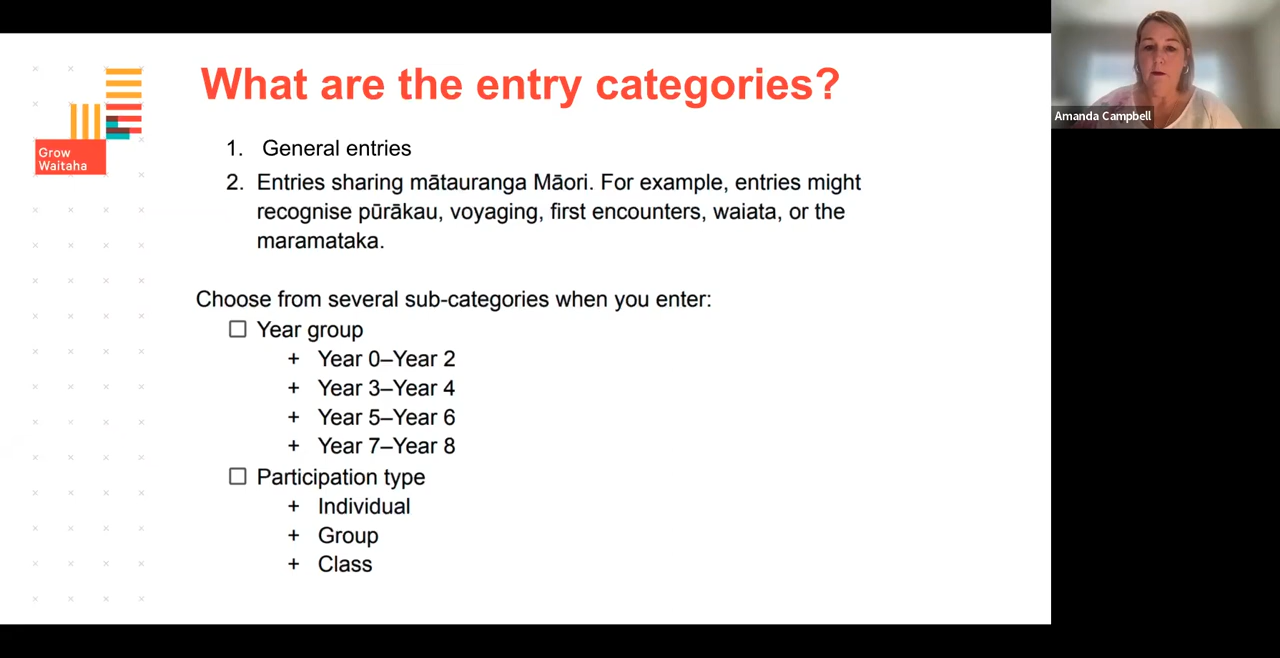 What are the entry categories?
Grow
Waitaha
1. General entries
2. Entries sharing mātauranga Māori. For example, entries might
recognise pūrākau, voyaging, first encounters, waiata, or the
maramataka.
Choose from several sub-categories when you enter:
☐ Year group
+ Year 0–Year 2
+ Year 3–Year 4
+ Year 5–Year 6
+ Year 7–Year 8
☐ Participation type
+ Individual
+ Group
+ Class
Amanda Campbell